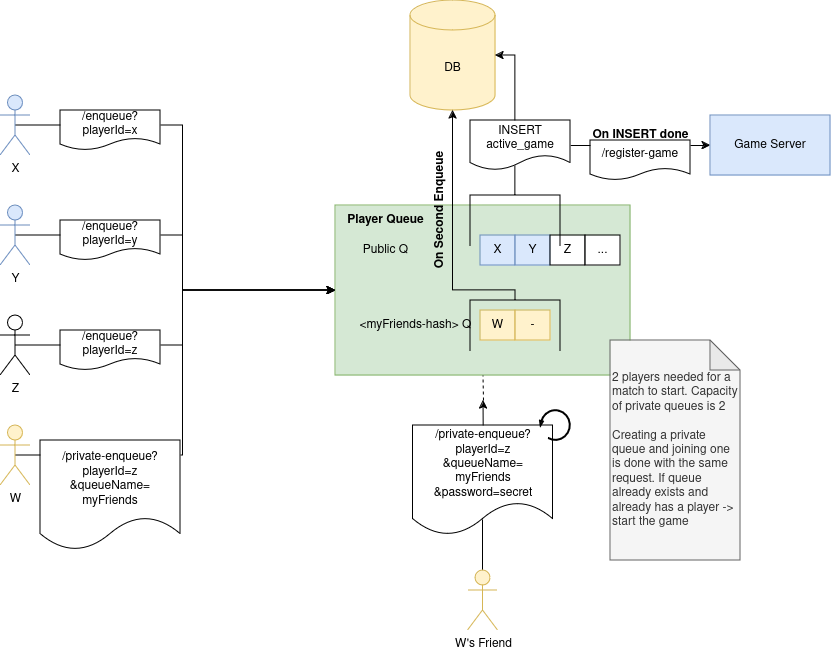 DB
/enqueue?
playerId=x
X
INSERT
active_game
On INSERT done
/register-game
Game Server
On Second Enqueue
Player Queue
Public Q
X Y Z ...
/enqueue?
playerId=y
Y
<myFriends-hash> Q
W -
/enqueue?
playerId=z
Z
/private-enqueue?
playerId=z
&queueName=
myFriends
W
/private-enqueue?
playerId=z
&queueName=
myFriends
&password=secret
W's Friend
2 players needed for a
match to start. Capacity
of private queues is 2
Creating a private
queue and joining one
is done with the same
request. If queue
already exists and
already has a player ->
start the game